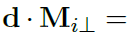 d · M_{i⊥} =